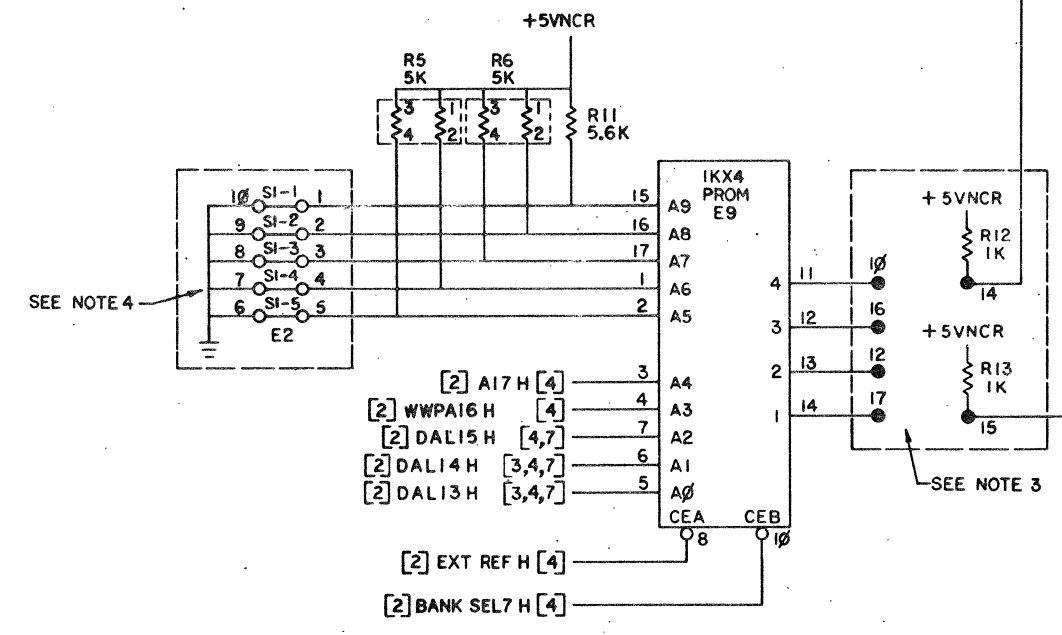 +5VNCR
R5 R6
5K 5K
3 1 3 1
4 2 4 2
R11
5.6K
1KX4
PROM
E9
1Ø S1-1 1 15 A9
9 S1-2 2 16 A8
8 S1-3 3 17 A7
7 S1-4 4 1 A6
6 S1-5 5 2 A5
E2
SEE NOTE 4
+5VNCR
R12
1K
14
4 11 1Ø
3 12 16
2 13 12
1 14 17
+5VNCR
R13
1K
15
SEE NOTE 3
[2] A17 H [4] 3 A4
[2] WWPA16 H [4] 4 A3
[2] DAL15 H [4,7] 7 A2
[2] DAL14 H [3,4,7] 6 A1
[2] DAL13 H [3,4,7] 5 AØ
CEA CEB
8 1Ø
[2] EXT REF H [4]
[2] BANK SEL7 H [4]